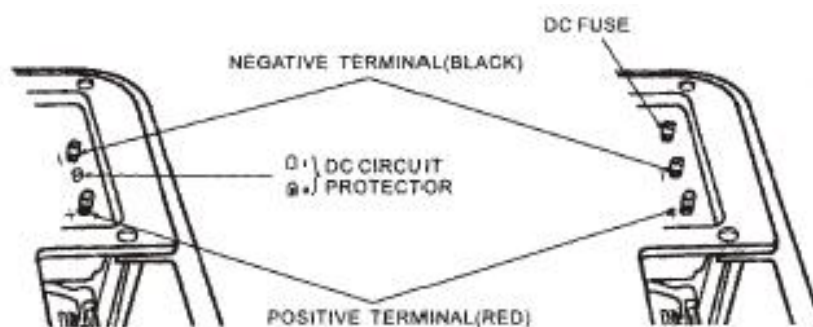 DC FUSE
NEGATIVE TERMINAL(BLACK)
DC CIRCUIT
PROTECTOR
POSITIVE TERMINAL(RED)